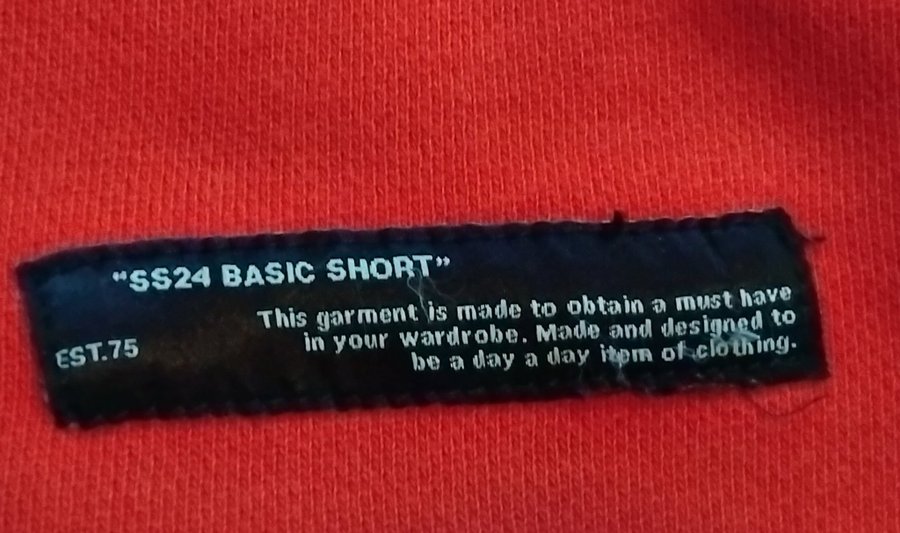 "SS24 BASIC SHORT"
This garment is made to obtain a must have
in your wardrobe. Made and designed to
EST.75
be a day a day item of clothing.